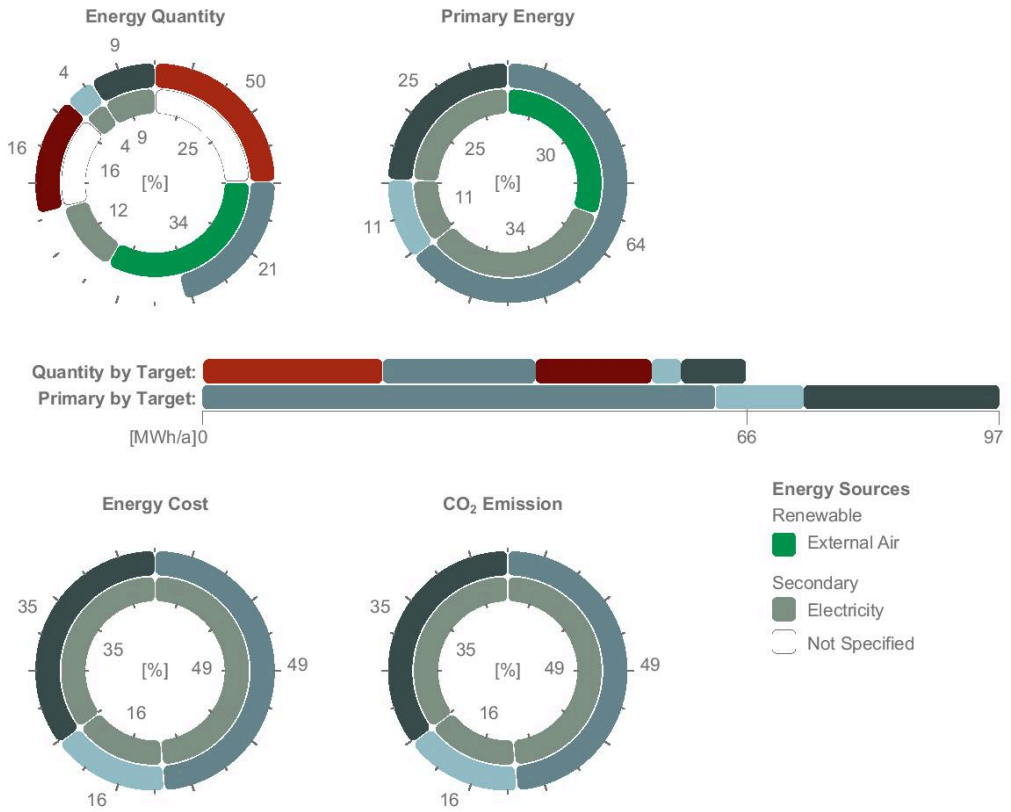 Energy Quantity
9
4
50
16
4
9
25
16
[%]
12
34
21
Primary Energy
25
25
30
[%]
11
11
34
64
Quantity by Target:
Primary by Target:
[MWh/a] 0 66 97
Energy Cost
35
35
[%]
49
49
16
16
CO₂ Emission
35
35
[%]
49
49
16
16
Energy Sources
Renewable
External Air
Secondary
Electricity
Not Specified